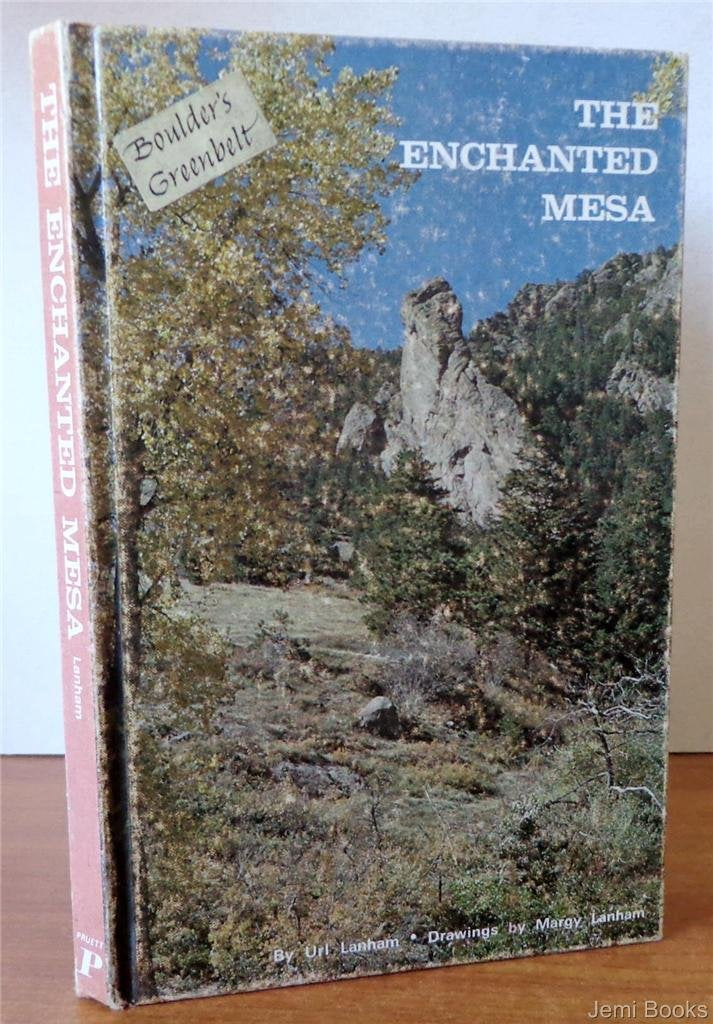 Boulder's
Greenbelt
THE
ENCHANTED
MESA
By Url Lanham • Drawings by Margy Lanham
THE ENCHANTED MESA Lanham
PRUETT
P
Jemi Books